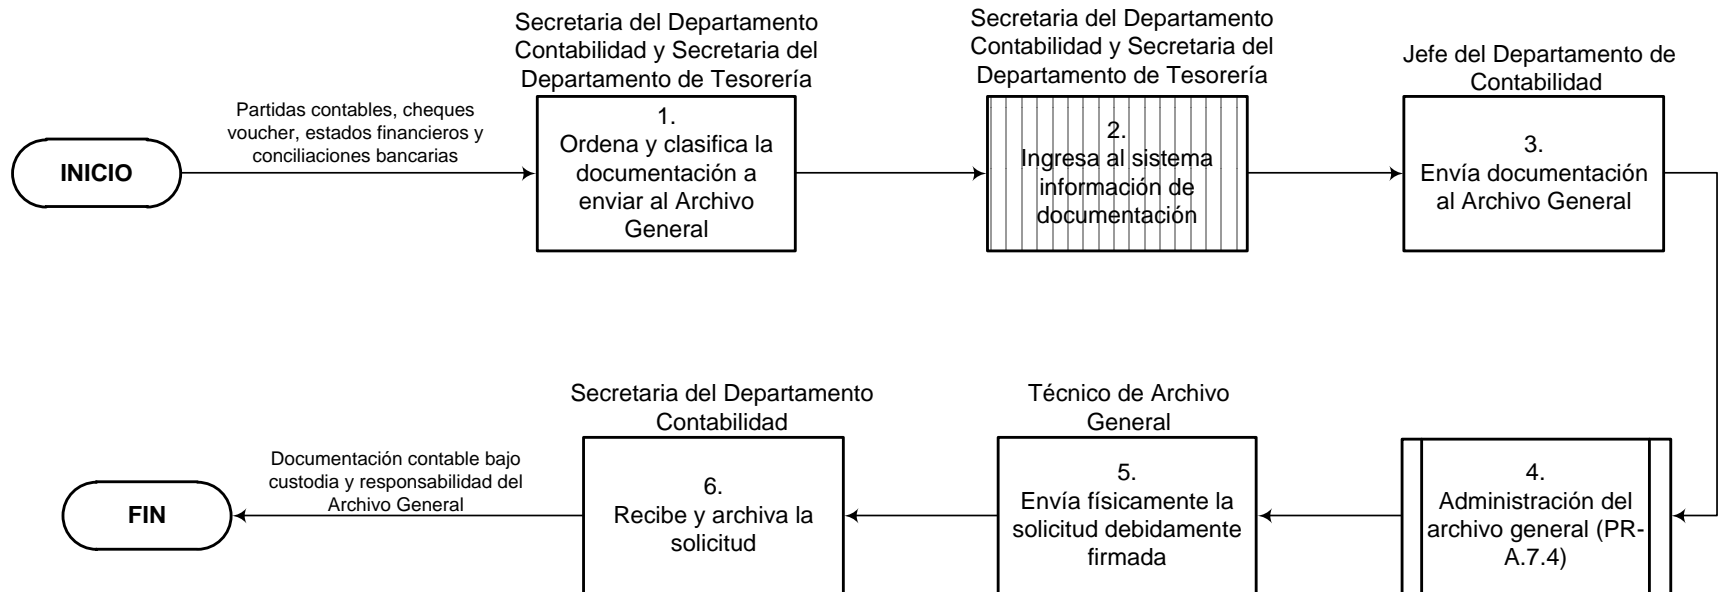 INICIO
Partidas contables, cheques
voucher, estados financieros y
conciliaciones bancarias
Secretaria del Departamento
Contabilidad y Secretaria del
Departamento de Tesorería
1.
Ordena y clasifica la
documentación a
enviar al Archivo
General
Secretaria del Departamento
Contabilidad y Secretaria del
Departamento de Tesorería
2.
Ingresa al sistema
información de
documentación
Jefe del Departamento de
Contabilidad
3.
Envía documentación
al Archivo General
4.
Administración del
archivo general (PR-
A.7.4)
Técnico de Archivo
General
5.
Envía físicamente la
solicitud debidamente
firmada
Secretaria del Departamento
Contabilidad
6.
Recibe y archiva la
solicitud
Documentación contable bajo
custodia y responsabilidad del
Archivo General
FIN